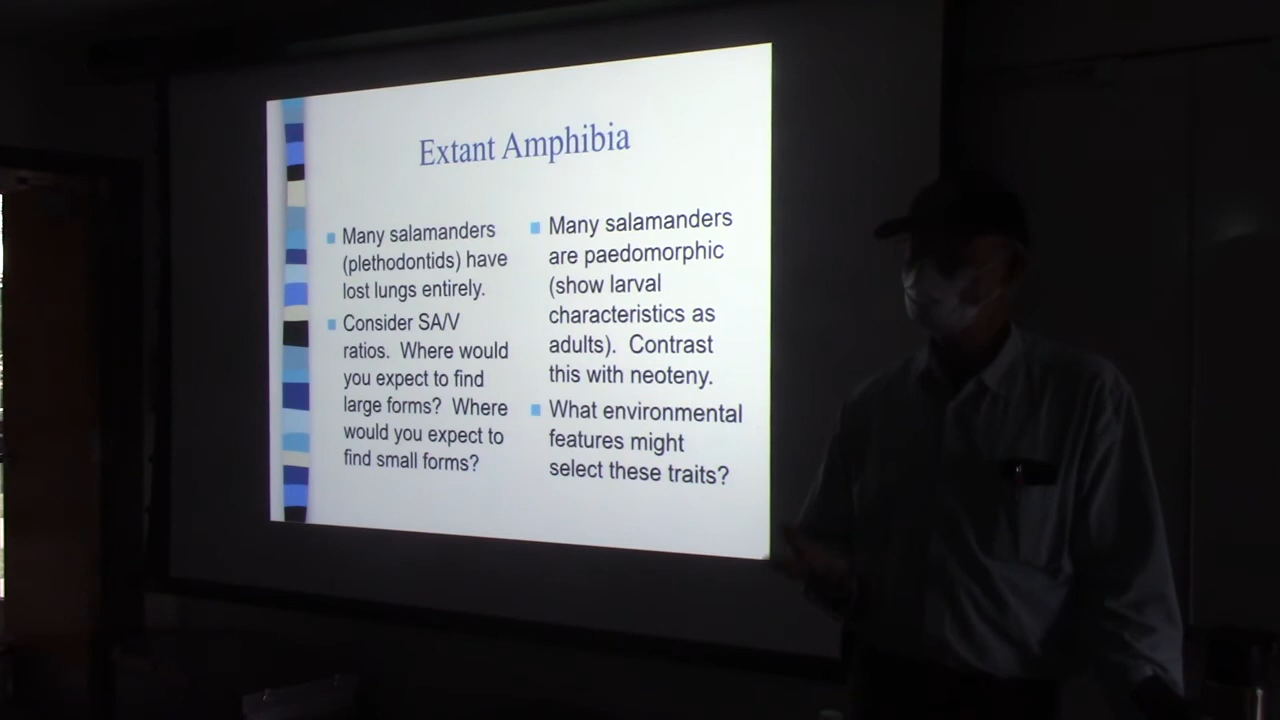 Extant Amphibia
Many salamanders
(plethodontids) have
lost lungs entirely.
Consider SA/V
ratios. Where would
you expect to find
large forms? Where
would you expect to
find small forms?
Many salamanders
are paedomorphic
(show larval
characteristics as
adults). Contrast
this with neoteny.
What environmental
features might
select these traits?